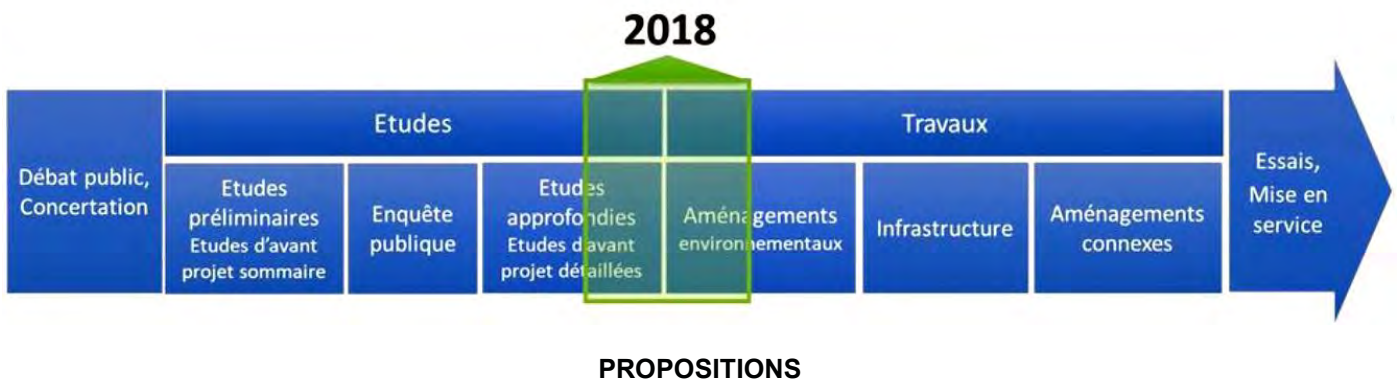 2018
Etudes
Travaux
Débat public,
Concertation
Etudes
préliminaires
Etudes d'avant
projet sommaire
Enquête
publique
Etudes
approfondies
Etudes d'avant
projet détaillées
Aménagements
environnementaux
Infrastructure
Aménagements
connexes
Essais,
Mise en
service
PROPOSITIONS